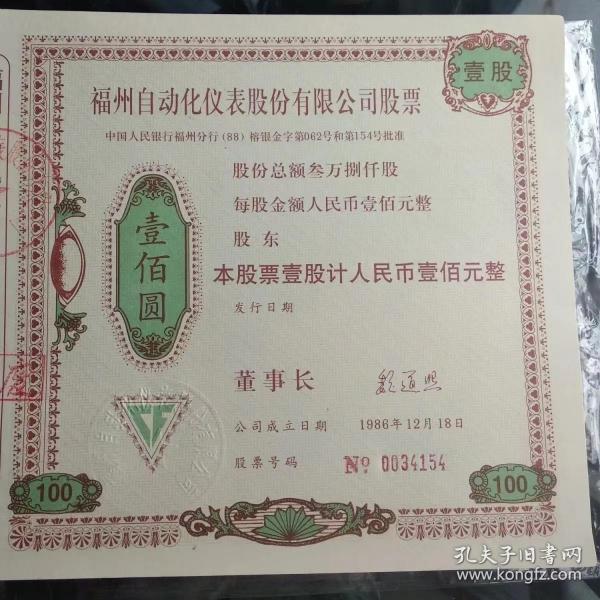 壹股
福州自动化仪表股份有限公司股票
中国人民银行福州分行(88)榕银金字第062号和第154号批准
股份总额叁万捌仟股
每股金额人民币壹佰元整
股东
本股票壹股计人民币壹佰元整
发行日期
壹佰圆
董事长
公司成立日期 1986年12月18日
股票号码 № 0034154
100
100
孔夫子旧书网
www.kongfz.com